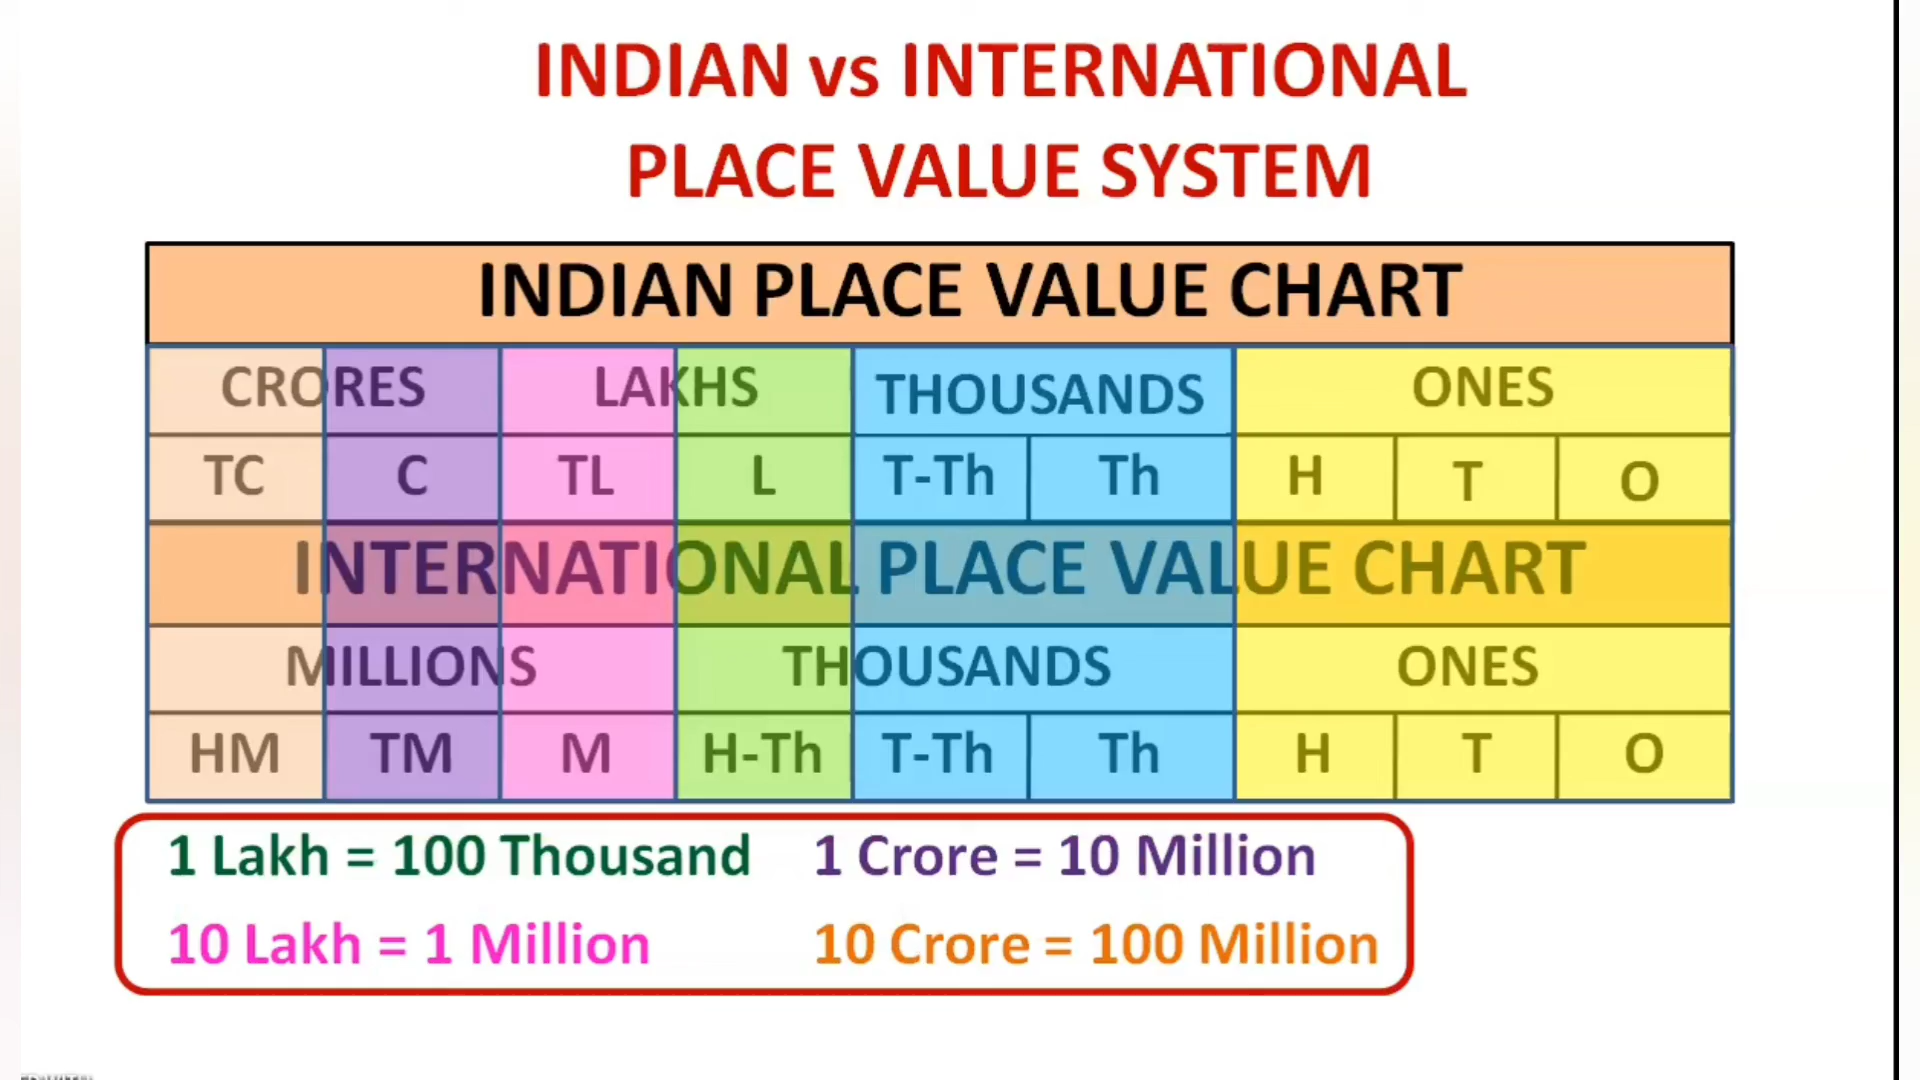 INDIAN vs INTERNATIONAL
PLACE VALUE SYSTEM
INDIAN PLACE VALUE CHART
CRORES LAKHS THOUSANDS ONES
TC C TL L T-Th Th H T O
INTERNATIONAL PLACE VALUE CHART
MILLIONS THOUSANDS ONES
HM TM M H-Th T-Th Th H T O
1 Lakh = 100 Thousand 1 Crore = 10 Million
10 Lakh = 1 Million 10 Crore = 100 Million